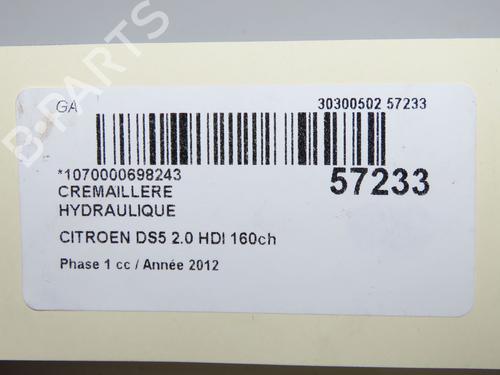 GA
30300502 57233
*1070000698243
57233
CREMAILLERE
HYDRAULIQUE
CITROEN DS5 2.0 HDI 160ch
Phase 1 cc / Année 2012
B-PARTS